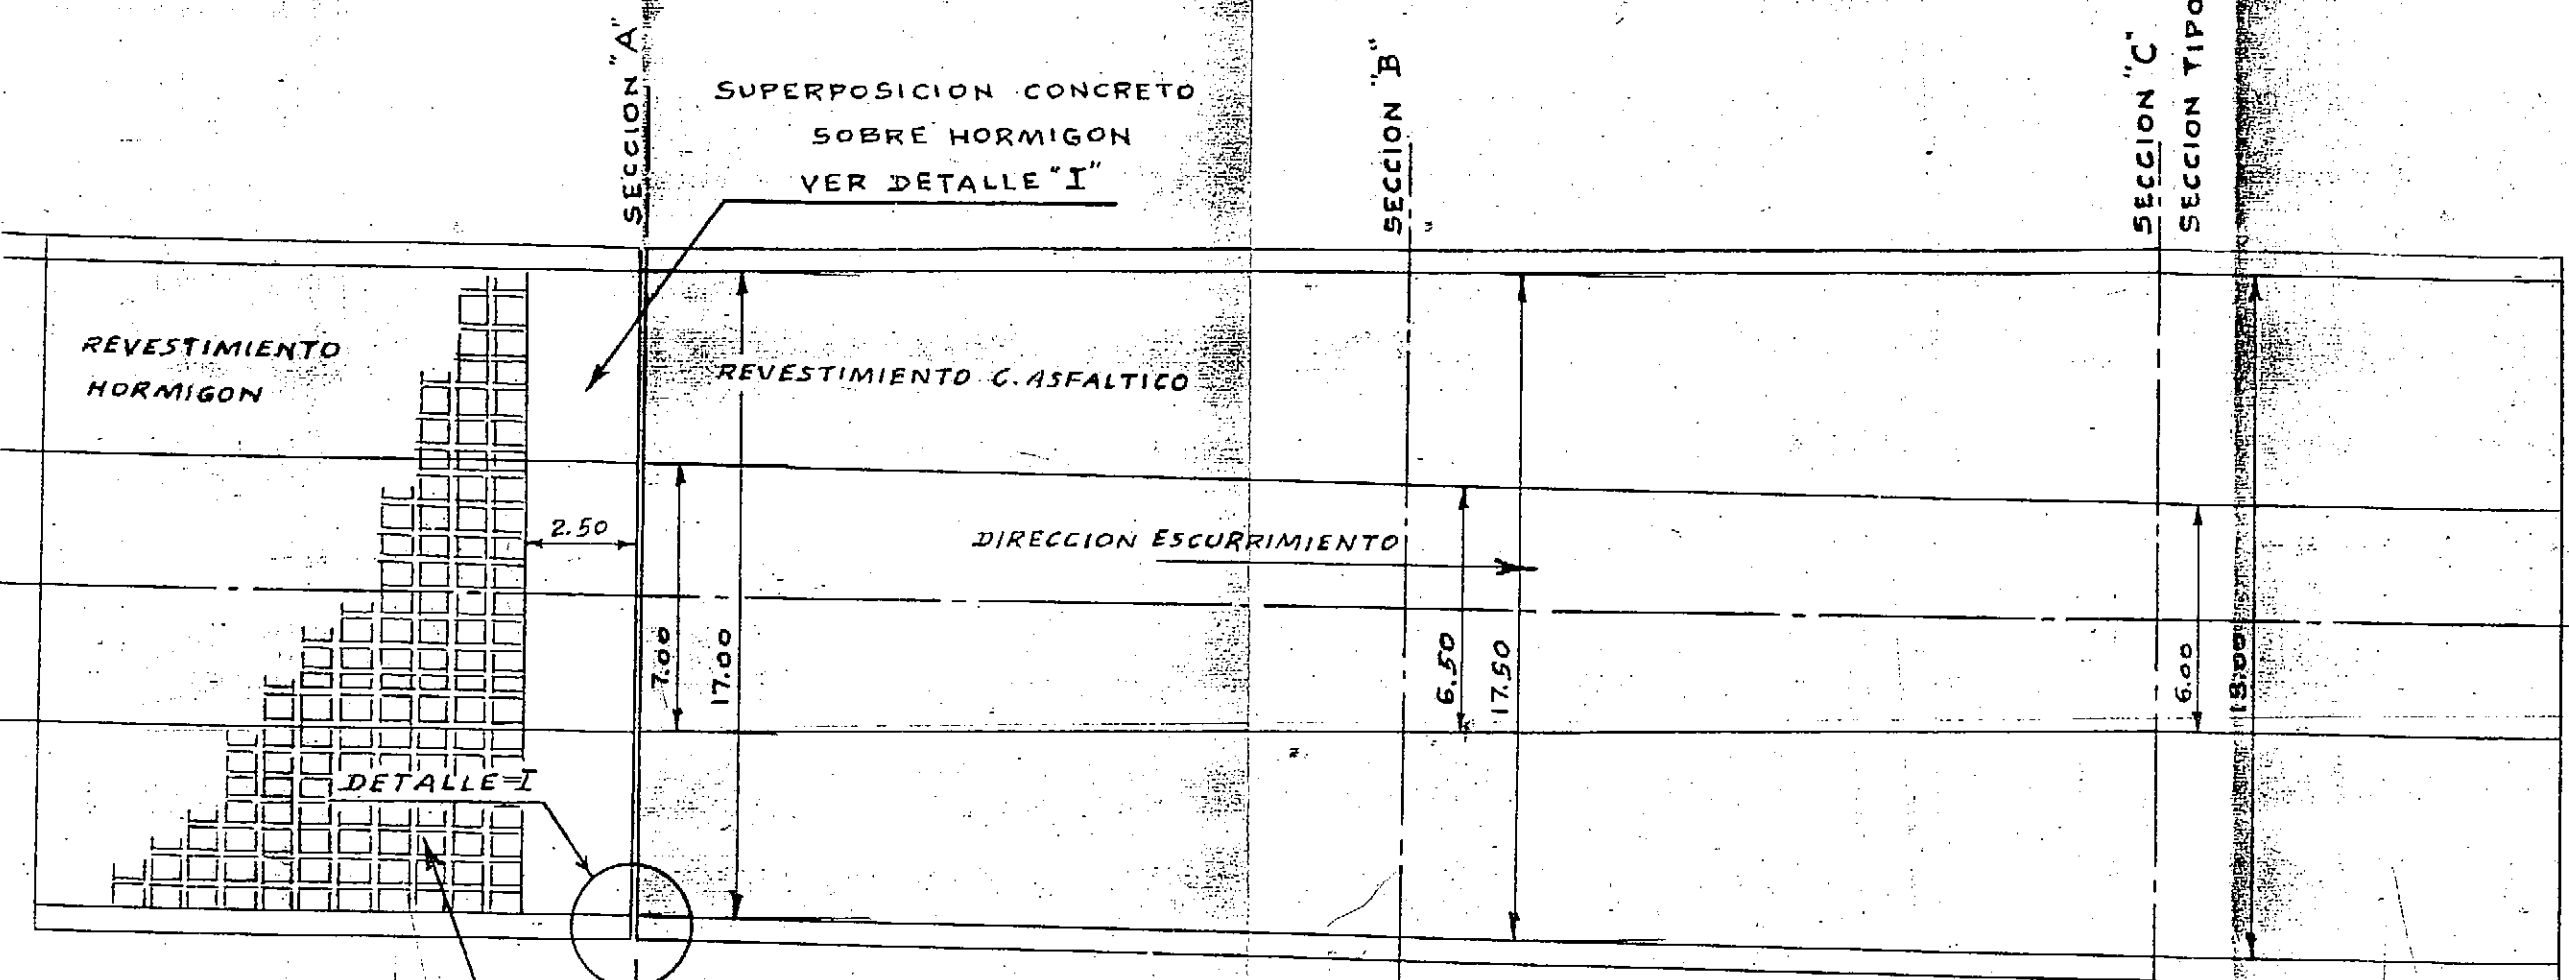 SECCION "A"
SUPERPOSICION CONCRETO
SOBRE HORMIGON
VER DETALLE "I"
SECCION "B"
SECCION "C"
SECCION TIPO
REVESTIMIENTO
HORMIGON
REVESTIMIENTO C. ASFALTICO
2.50
DIRECCION ESCURRIMIENTO
7.00
17.00
6.50
17.50
6.00
18.00
DETALLE=I